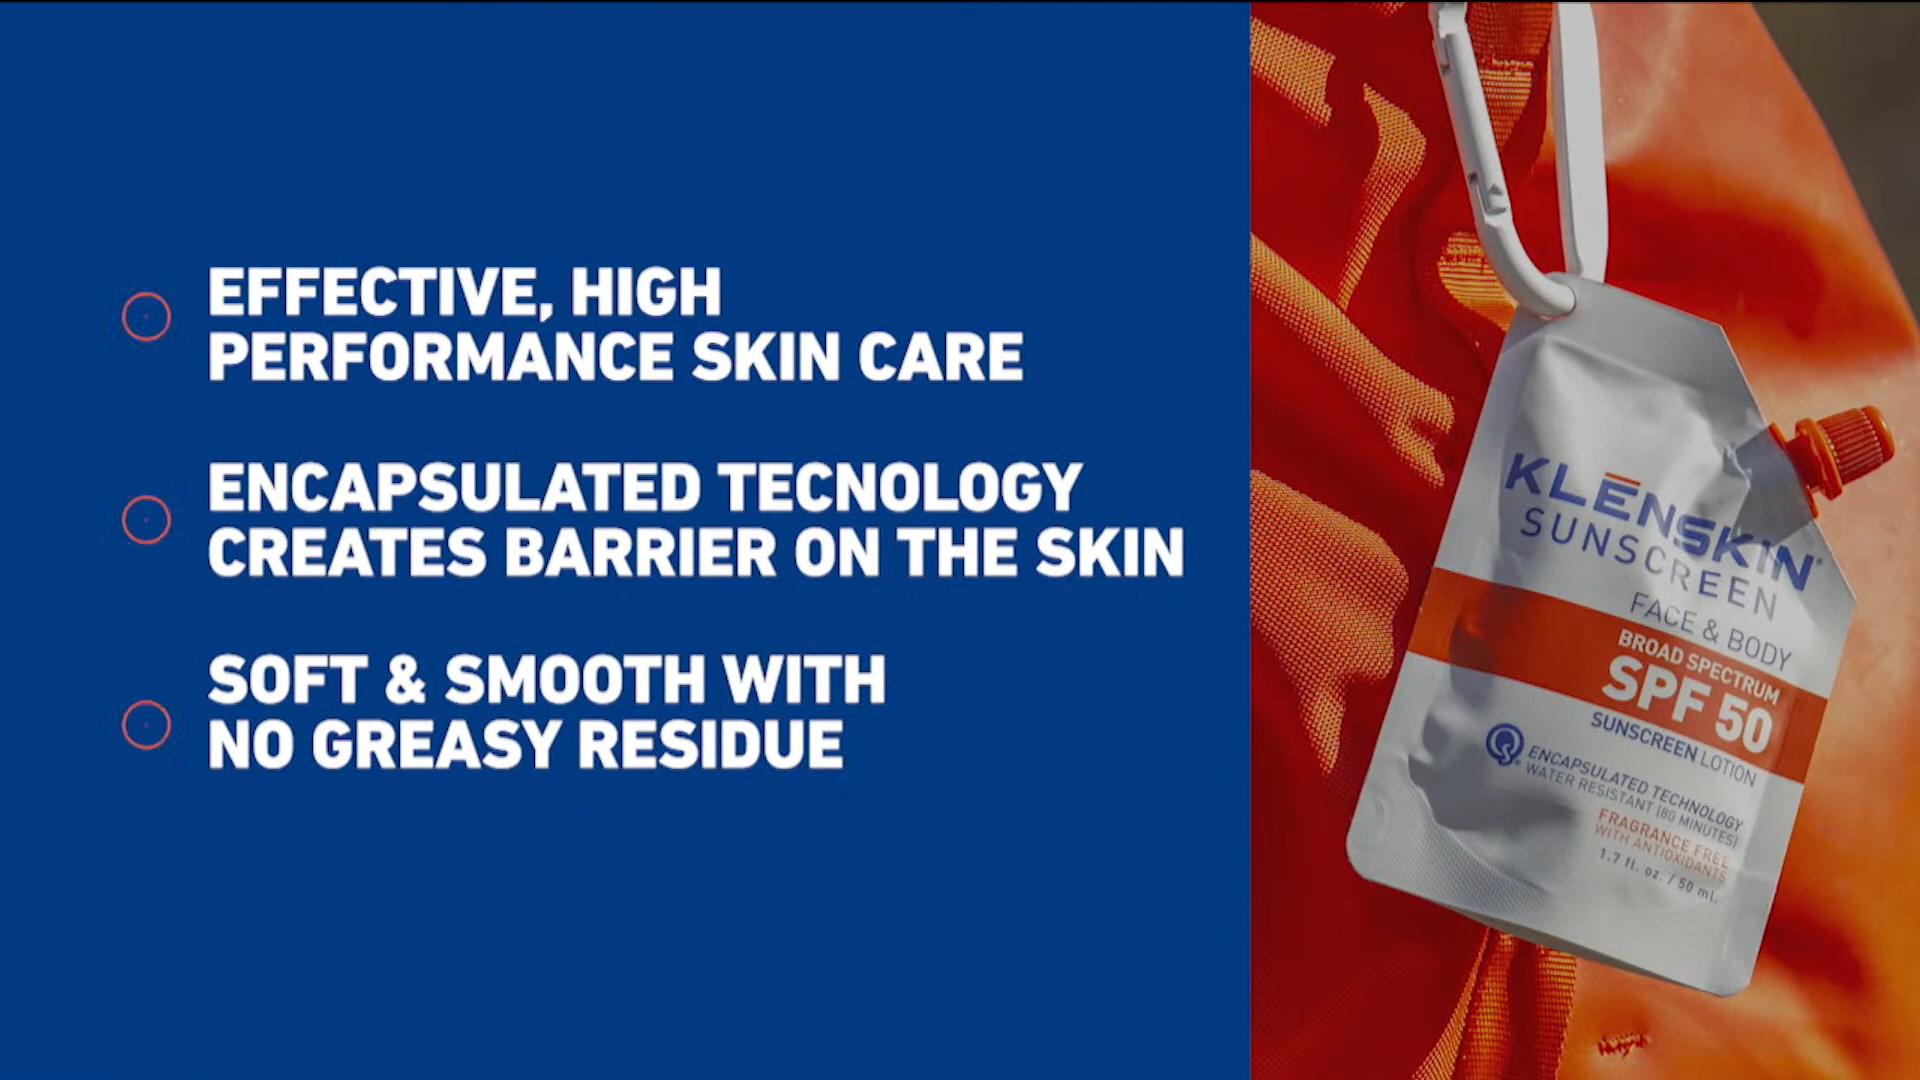 EFFECTIVE, HIGH
PERFORMANCE SKIN CARE
ENCAPSULATED TECNOLOGY
CREATES BARRIER ON THE SKIN
SOFT & SMOOTH WITH
NO GREASY RESIDUE
KLĒNSKIN®
SUNSCREEN
FACE & BODY
BROAD SPECTRUM
SPF 50
SUNSCREEN LOTION
ENCAPSULATED TECHNOLOGY
WATER RESISTANT (80 MINUTES)
FRAGRANCE FREE
WITH ANTIOXIDANTS
1.7 fl. oz. / 50 ml.